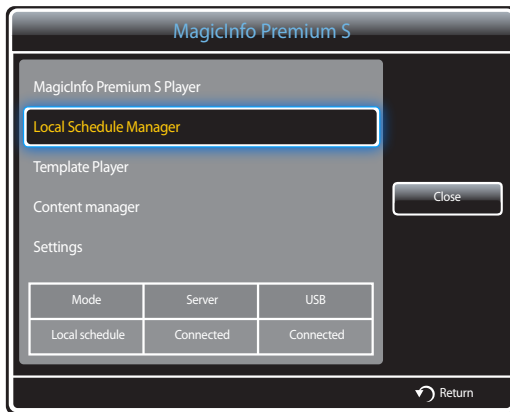 MagicInfo Premium S
MagicInfo Premium S Player
Local Schedule Manager
Template Player
Content manager
Settings
Close
Mode Server USB
Local schedule Connected Connected
Return